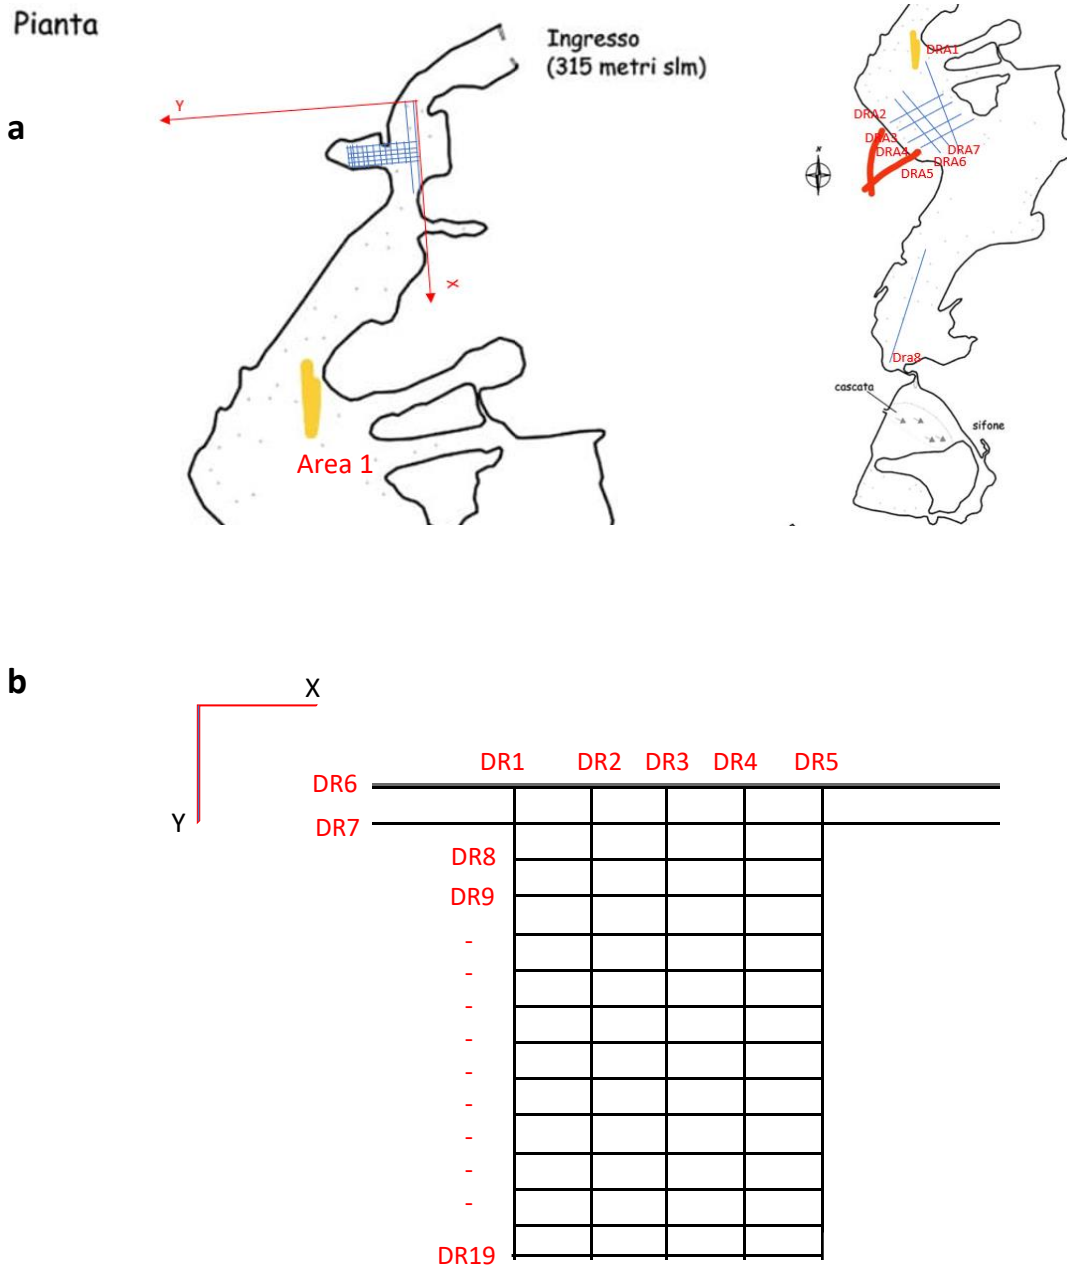 Pianta
Ingresso
(315 metri slm)
a
Y
X
Area 1
DRA1
DRA2
DRA3
DRA4
DRA5
DRA7
DRA6
Dra8
cascata
sifone
b
X
Y
DR1 DR2 DR3 DR4 DR5
DR6
DR7
DR8
DR9
-
-
-
-
-
-
-
-
-
DR19